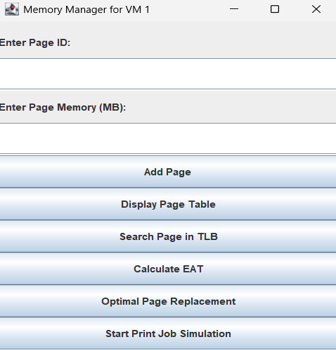 Memory Manager for VM 1
Enter Page ID:
Enter Page Memory (MB):
Add Page
Display Page Table
Search Page in TLB
Calculate EAT
Optimal Page Replacement
Start Print Job Simulation